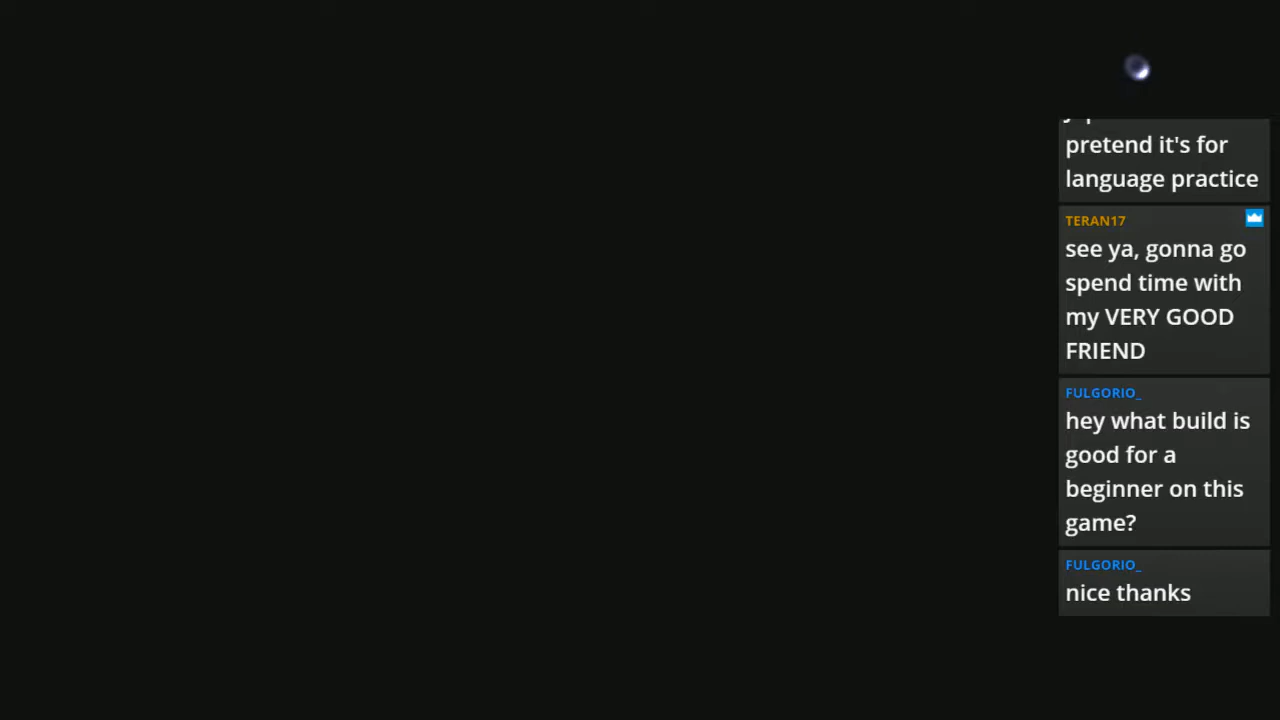 pretend it's for
language practice
TERAN17
see ya, gonna go
spend time with
my VERY GOOD
FRIEND
FULGORIO_
hey what build is
good for a
beginner on this
game?
FULGORIO_
nice thanks